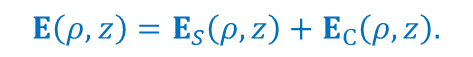 𝐄(𝜌, 𝑧) = 𝐄_𝑆(𝜌, 𝑧) + 𝐄_C(𝜌, 𝑧).